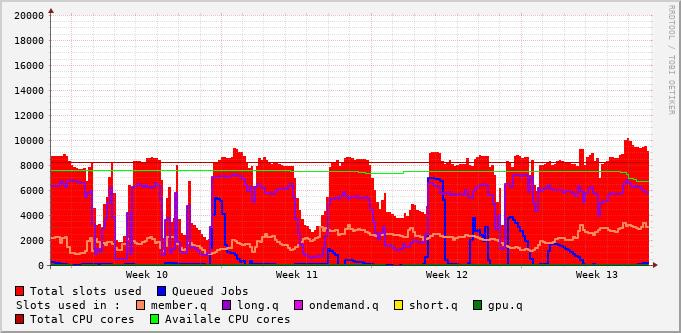 20000
18000
16000
14000
12000
10000
8000
6000
4000
2000
0
Week 10 Week 11 Week 12 Week 13
RRDTOOL / TOBI OETIKER
Total slots used Queued Jobs
Slots used in : member.q long.q ondemand.q short.q gpu.q
Total CPU cores Availale CPU cores